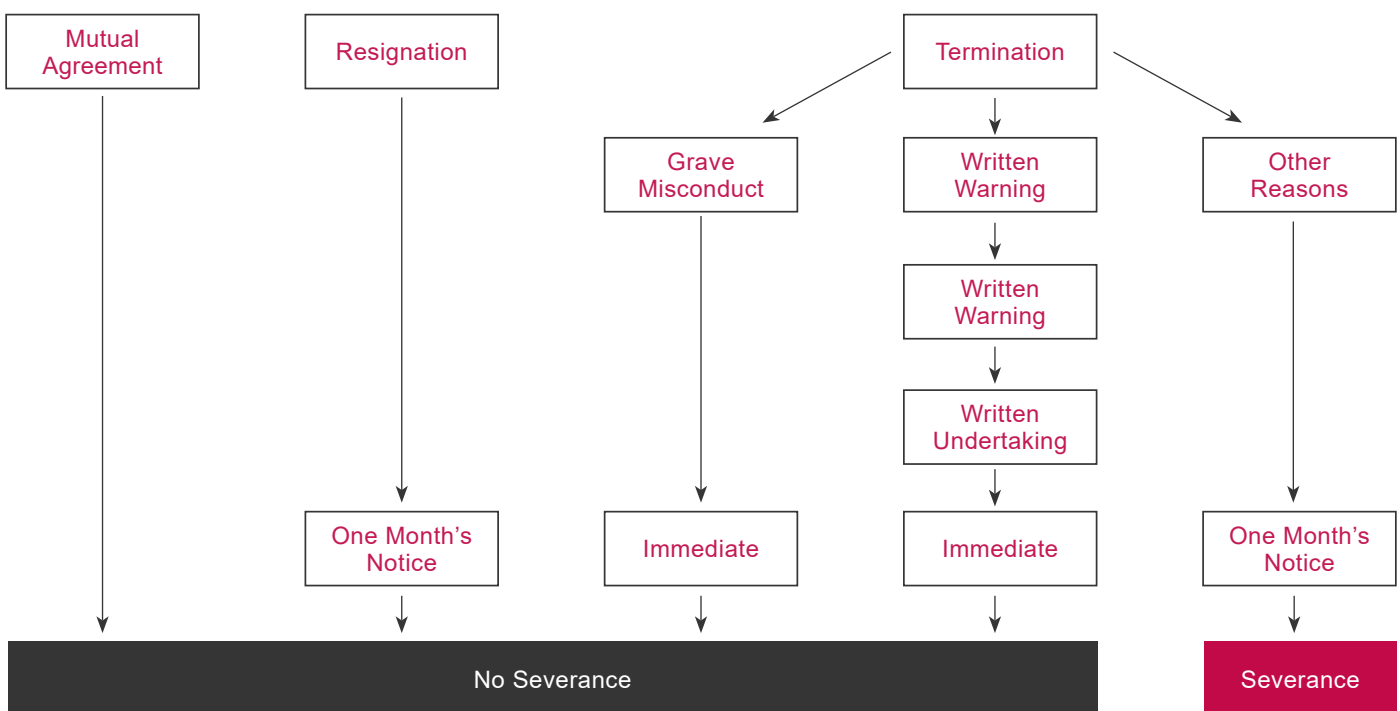 Mutual
Agreement
Resignation
Termination
Grave
Misconduct
Written
Warning
Other
Reasons
Written
Warning
Written
Undertaking
One Month’s
Notice
Immediate
Immediate
One Month’s
Notice
No Severance
Severance